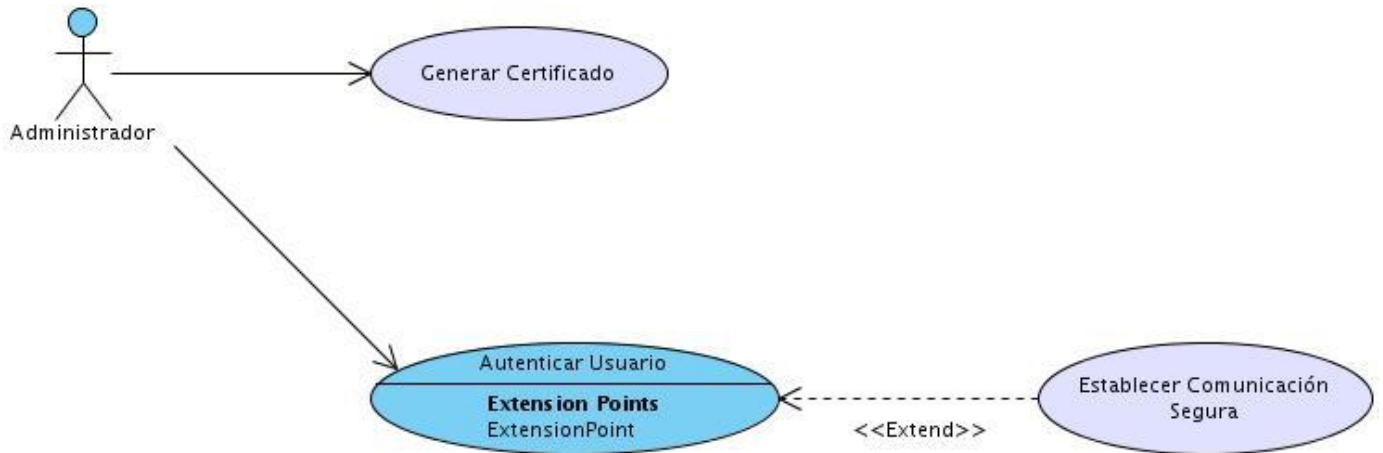 Generar Certificado
Administrador
Autenticar Usuario
Extension Points
ExtensionPoint
<<Extend>>
Establecer Comunicación
Segura